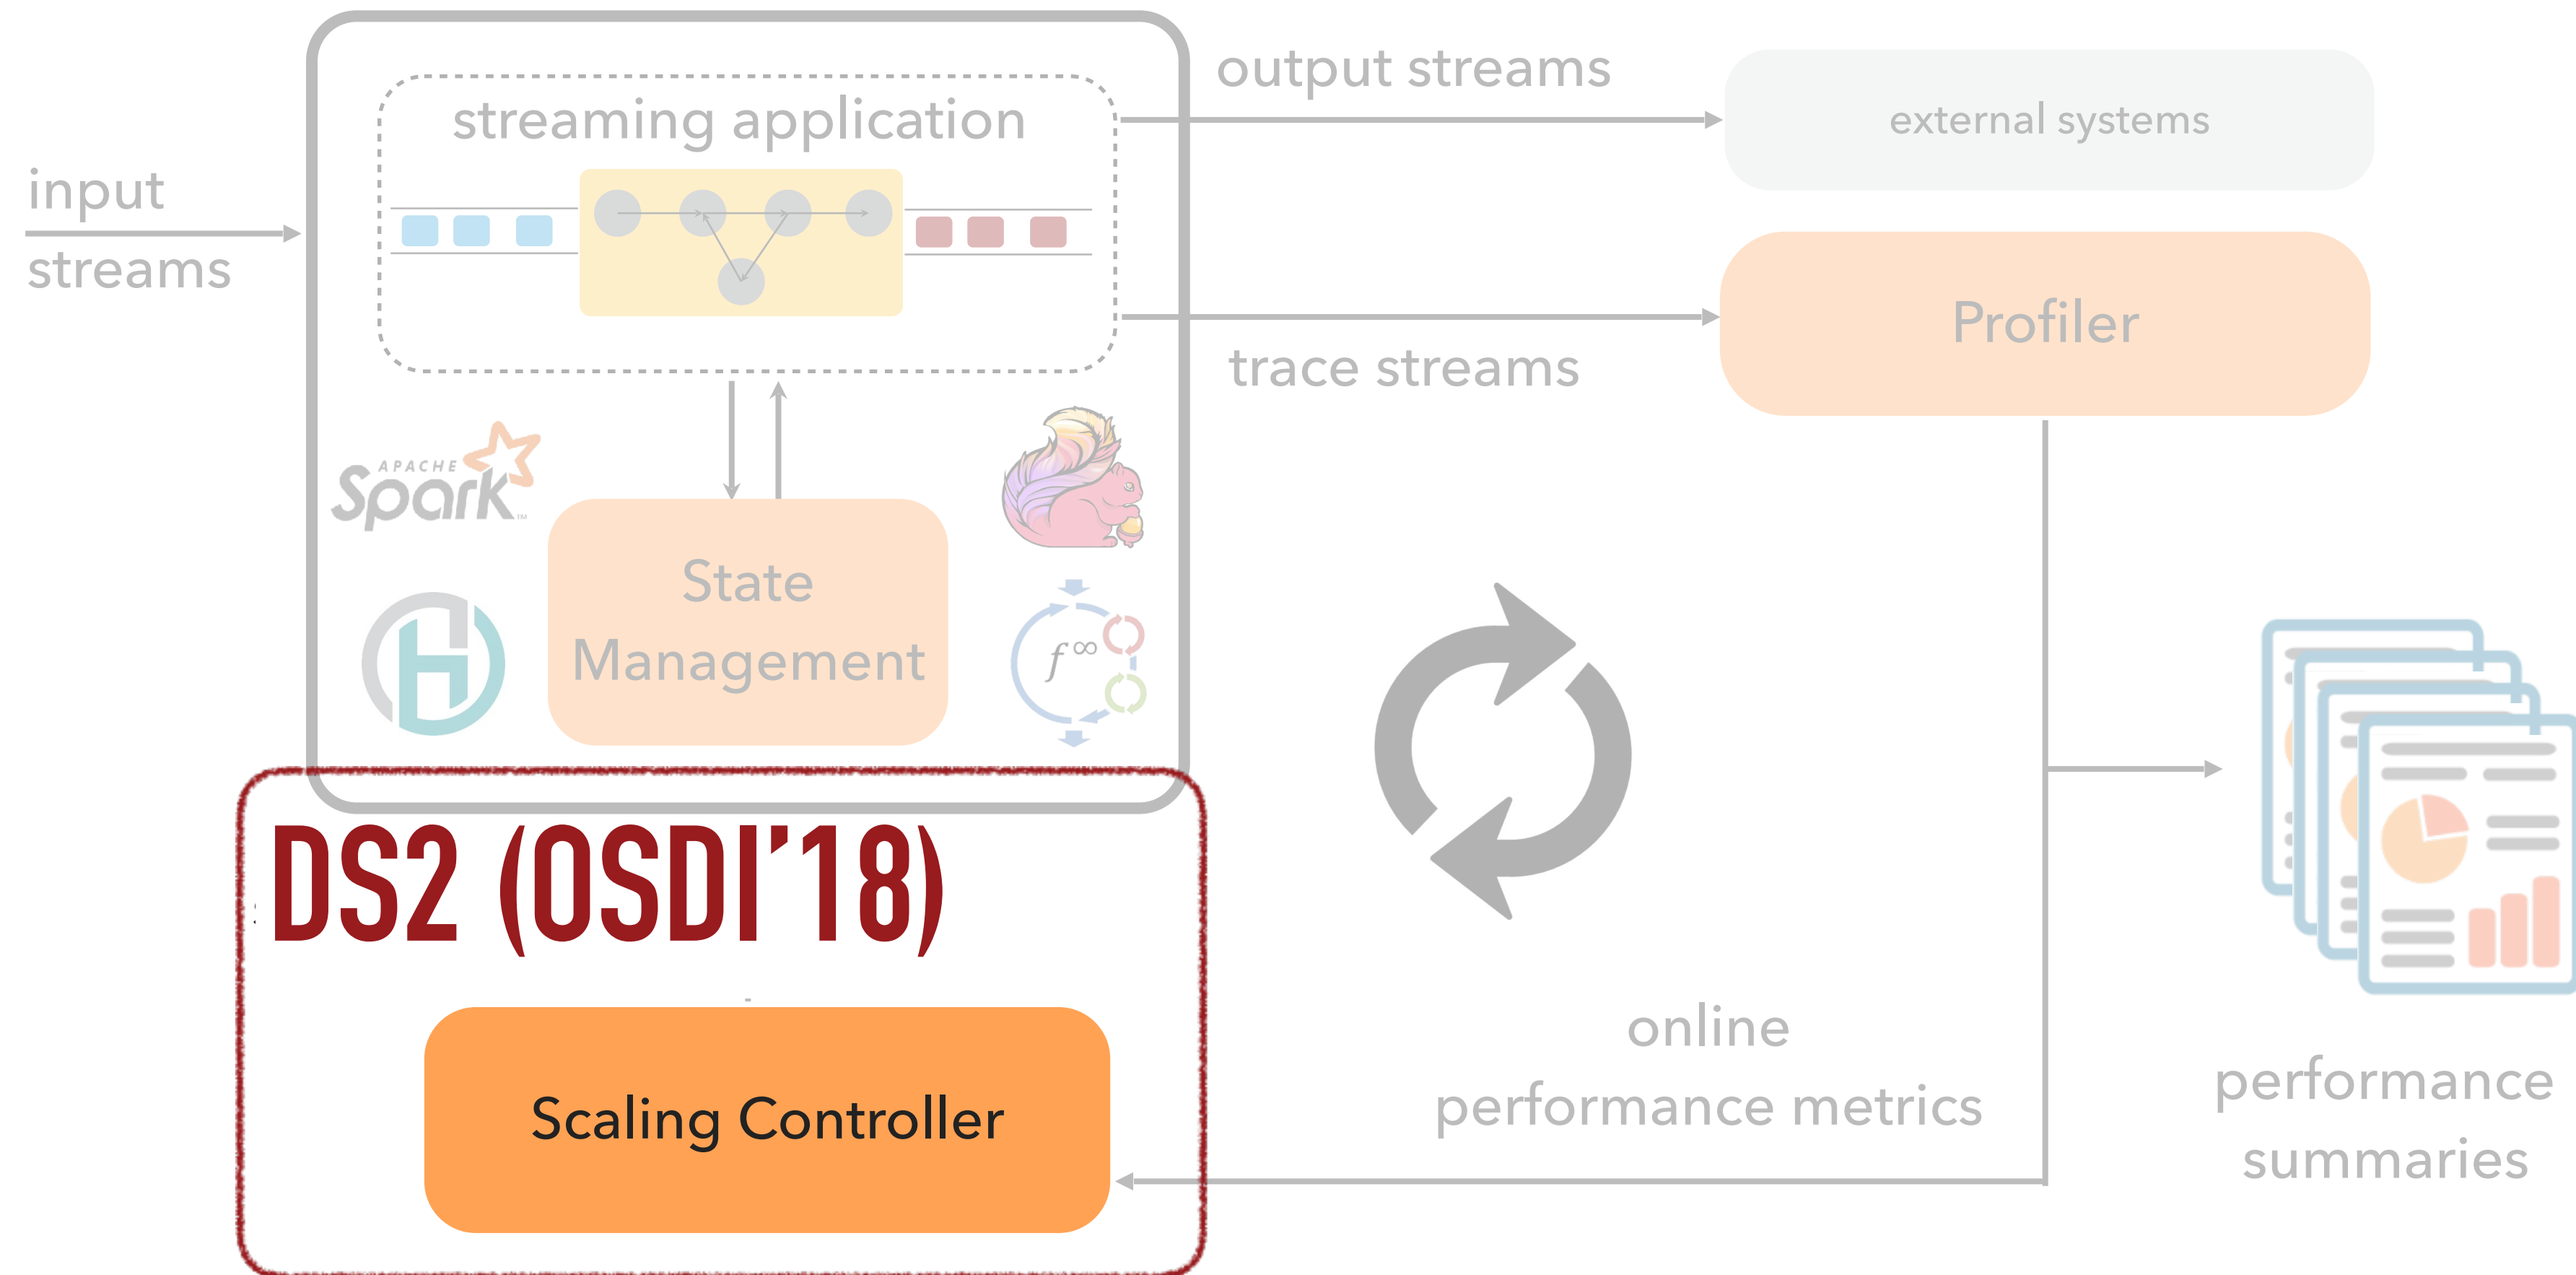 output streams
streaming application
external systems
input
streams
Profiler
trace streams
APACHE
Spark™
State
Management
f∞
DS2 (OSDI'18)
online
performance metrics
performance
summaries
Scaling Controller